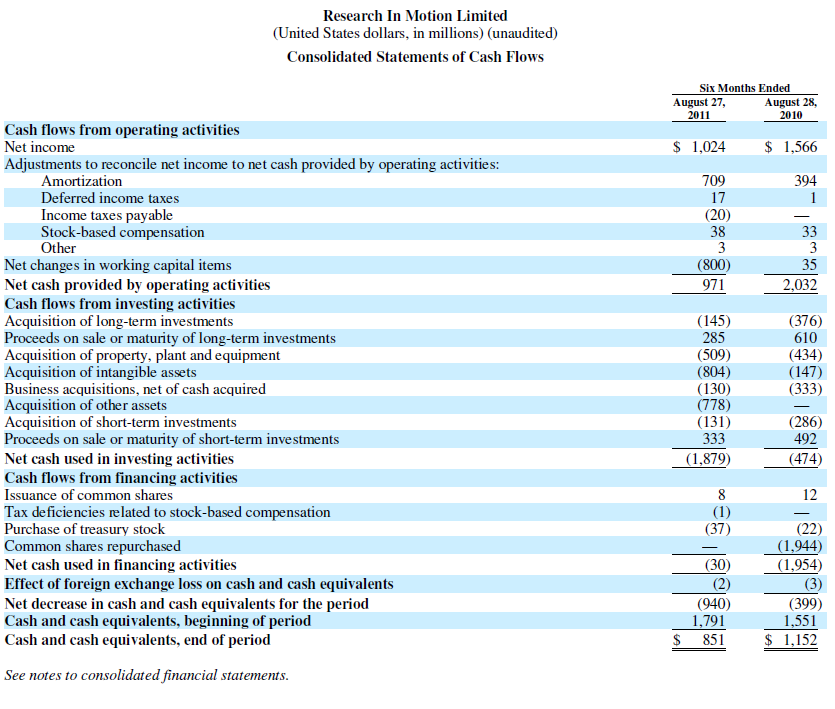 Research In Motion Limited
(United States dollars, in millions) (unaudited)
Consolidated Statements of Cash Flows
Six Months Ended
August 27, August 28,
2011 2010
Cash flows from operating activities
Net income $ 1,024 $ 1,566
Adjustments to reconcile net income to net cash provided by operating activities:
Amortization 709 394
Deferred income taxes 17 1
Income taxes payable (20) —
Stock-based compensation 38 33
Other 3 3
Net changes in working capital items (800) 35
Net cash provided by operating activities 971 2,032
Cash flows from investing activities
Acquisition of long-term investments (145) (376)
Proceeds on sale or maturity of long-term investments 285 610
Acquisition of property, plant and equipment (509) (434)
Acquisition of intangible assets (804) (147)
Business acquisitions, net of cash acquired (130) (333)
Acquisition of other assets (778) —
Acquisition of short-term investments (131) (286)
Proceeds on sale or maturity of short-term investments 333 492
Net cash used in investing activities (1,879) (474)
Cash flows from financing activities
Issuance of common shares 8 12
Tax deficiencies related to stock-based compensation (1) —
Purchase of treasury stock (37) (22)
Common shares repurchased — (1,944)
Net cash used in financing activities (30) (1,954)
Effect of foreign exchange loss on cash and cash equivalents (2) (3)
Net decrease in cash and cash equivalents for the period (940) (399)
Cash and cash equivalents, beginning of period 1,791 1,551
Cash and cash equivalents, end of period $ 851 $ 1,152
See notes to consolidated financial statements.